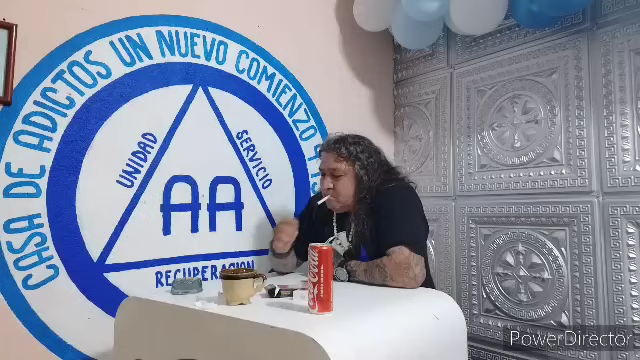 CASA DE ADICTOS UN NUEVO COMIENZO
UNIDAD
SERVICIO
AA
RECUPERACION
Coca-Cola
PowerDirector